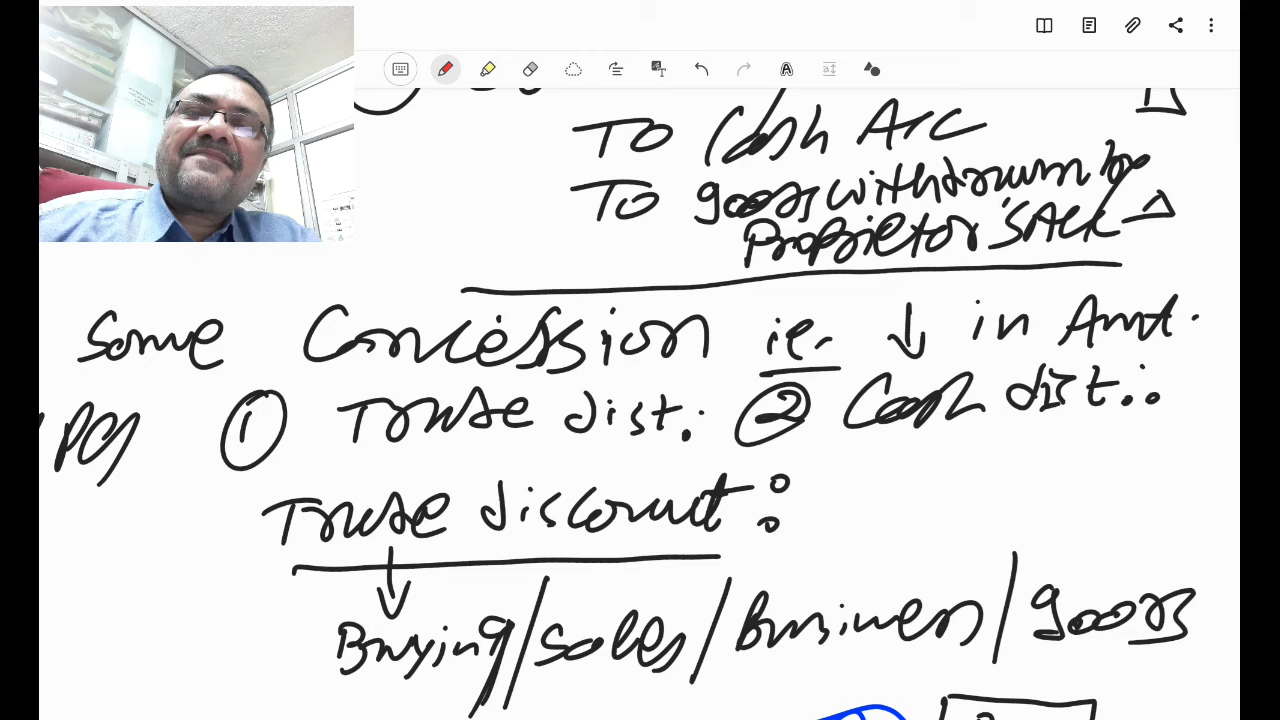 To Cash A/C
To goods withdrawn by
Proprietor's A/c
Some Concession ie. ↓ in Amt.
① Trade dist. ② Cash dist.
Trade discount :
↓
Buying/sales/Business/goods